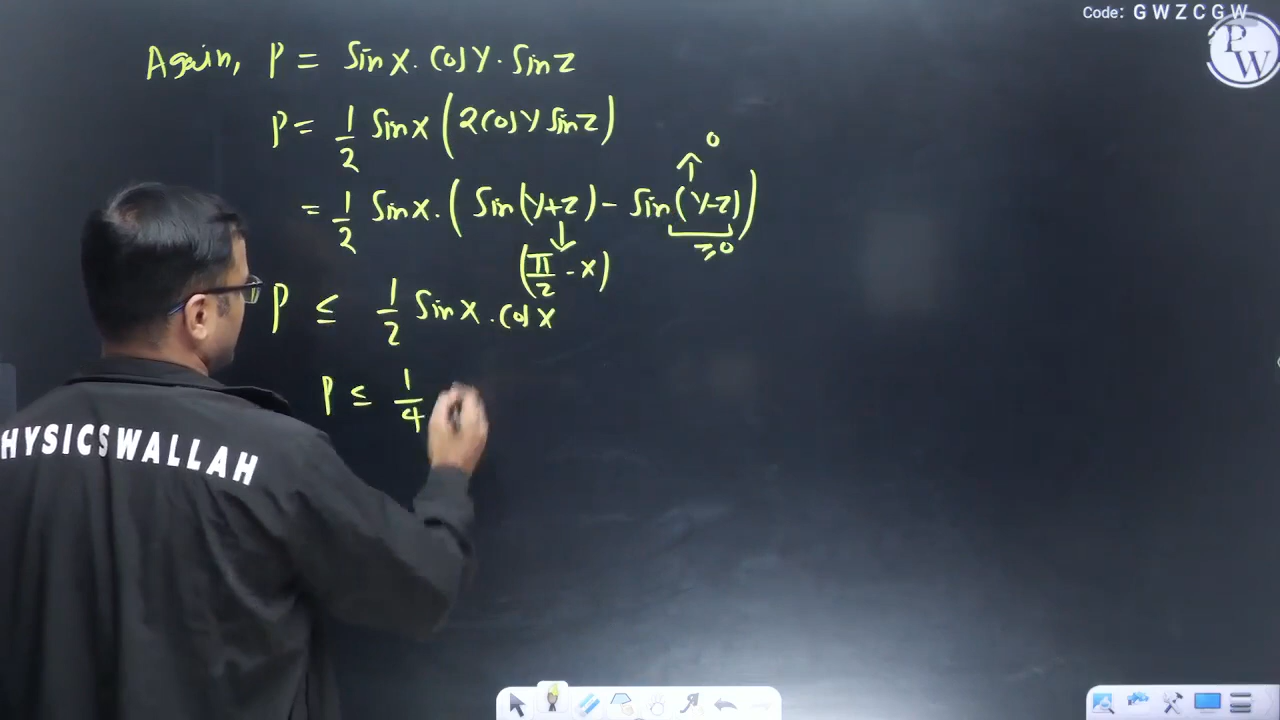 Code: G W Z C G W
P
W
Again, P = Sin x. Cos y. Sin z
P = 1/2 Sin x (2 Cos y Sin z)
0
= 1/2 Sin x. ( Sin (y+z) - Sin (y-z) )
≥0
(π/2 - x)
P ≤ 1/2 Sin x. Cos x
P ≤ 1/4
HYSICSWALLAH